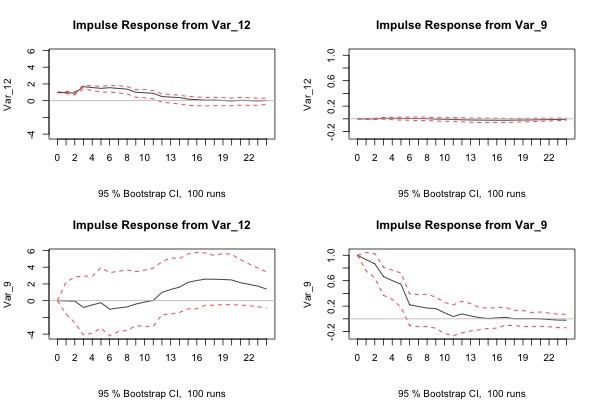 Impulse Response from Var_12
Var_12
6
4
2
0
-4
0 2 4 6 8 10 13 16 19 22
95 % Bootstrap CI, 100 runs
Impulse Response from Var_9
Var_12
1.0
0.6
0.2
-0.2
0 2 4 6 8 10 13 16 19 22
95 % Bootstrap CI, 100 runs
Impulse Response from Var_12
Var_9
6
4
2
0
-4
0 2 4 6 8 10 13 16 19 22
95 % Bootstrap CI, 100 runs
Impulse Response from Var_9
Var_9
1.0
0.6
0.2
-0.2
0 2 4 6 8 10 13 16 19 22
95 % Bootstrap CI, 100 runs